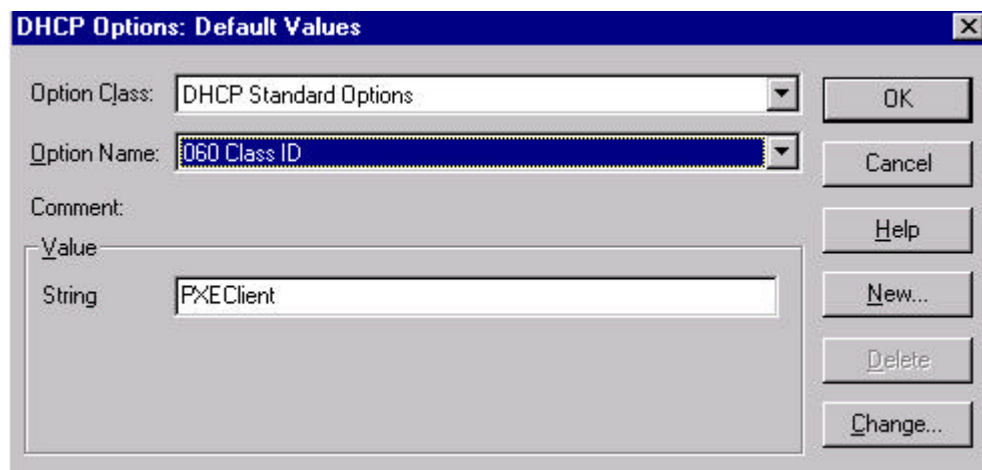 DHCP Options: Default Values
Option Class: DHCP Standard Options
OK
Option Name: 060 Class ID
Cancel
Comment:
Help
Value
String PXEClient
New...
Delete
Change...